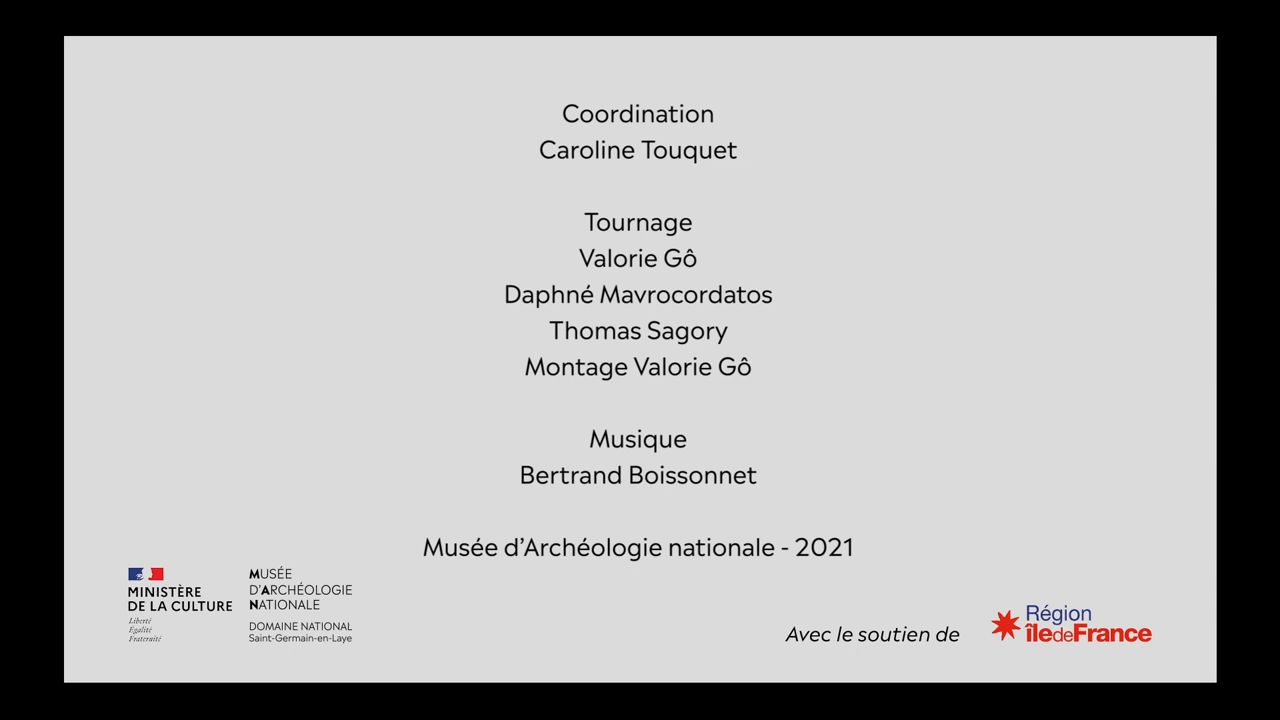 Coordination
Caroline Touquet
Tournage
Valorie Gô
Daphné Mavrocordatos
Thomas Sagory
Montage Valorie Gô
Musique
Bertrand Boissonnet
Musée d'Archéologie nationale - 2021
MINISTÈRE
DE LA CULTURE
Liberté
Égalité
Fraternité
MUSÉE
D'ARCHÉOLOGIE
NATIONALE
DOMAINE NATIONAL
Saint-Germain-en-Laye
Avec le soutien de
Région
îledeFrance